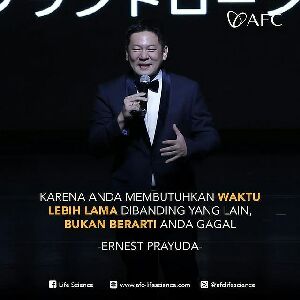 AFC
KARENA ANDA MEMBUTUHKAN WAKTU
LEBIH LAMA DIBANDING YANG LAIN,
BUKAN BERARTI ANDA GAGAL
-ERNEST PRAYUDA-
Life Science
www.afc-lifescience.com
@afclifescience